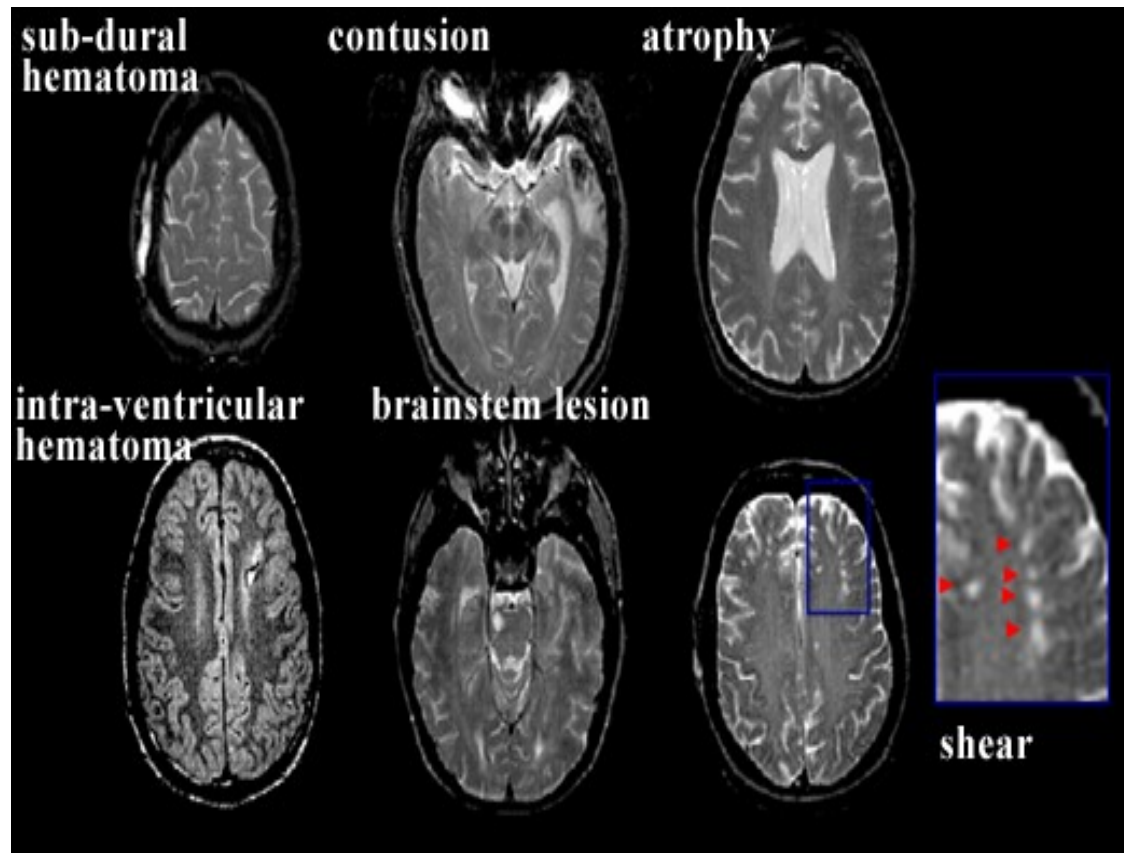 sub-dural
hematoma
contusion
atrophy
intra-ventricular
hematoma
brainstem lesion
shear